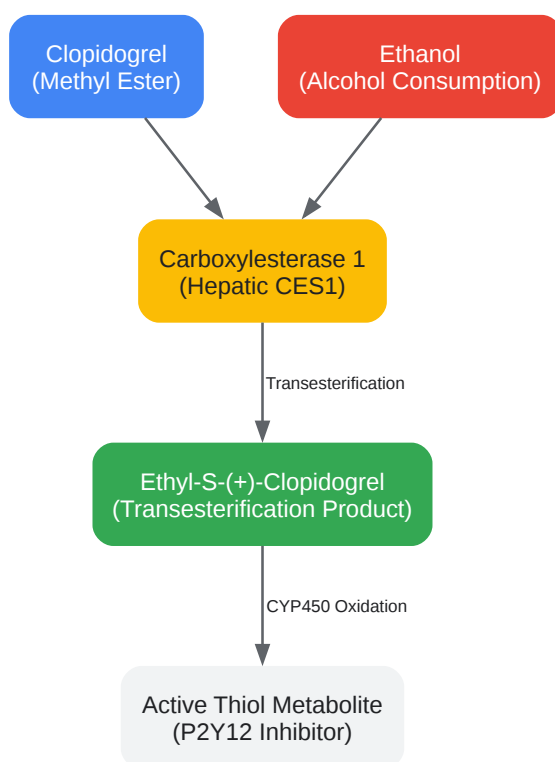 Clopidogrel
(Methyl Ester)
Ethanol
(Alcohol Consumption)
Carboxylesterase 1
(Hepatic CES1)
Transesterification
Ethyl-S-(+)-Clopidogrel
(Transesterification Product)
CYP450 Oxidation
Active Thiol Metabolite
(P2Y12 Inhibitor)